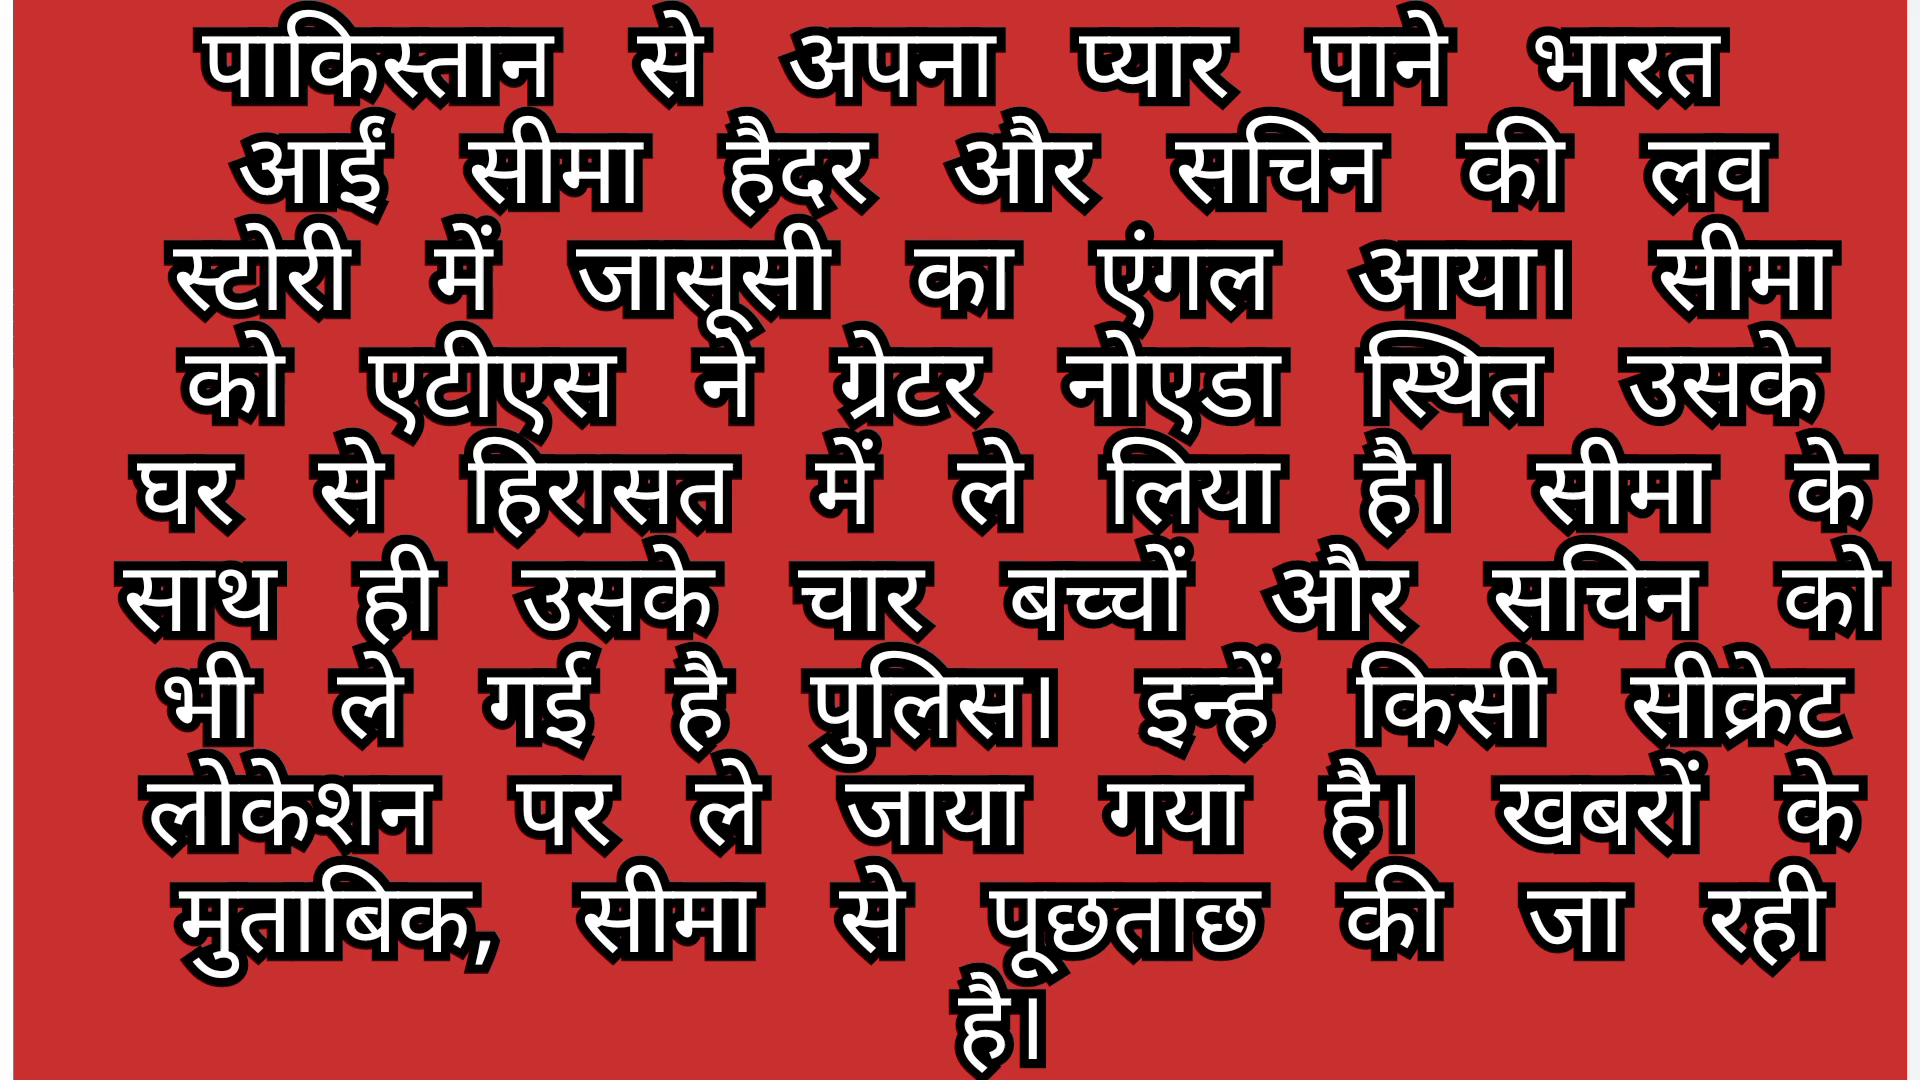 पाकिस्तान से अपना प्यार पाने भारत
आईं सीमा हैदर और सचिन की लव
स्टोरी में जासूसी का एंगल आया। सीमा
को एटीएस ने ग्रेटर नोएडा स्थित उसके
घर से हिरासत में ले लिया है। सीमा के
साथ ही उसके चार बच्चों और सचिन को
भी ले गई है पुलिस। इन्हें किसी सीक्रेट
लोकेशन पर ले जाया गया है। खबरों के
मुताबिक, सीमा से पूछताछ की जा रही
है।